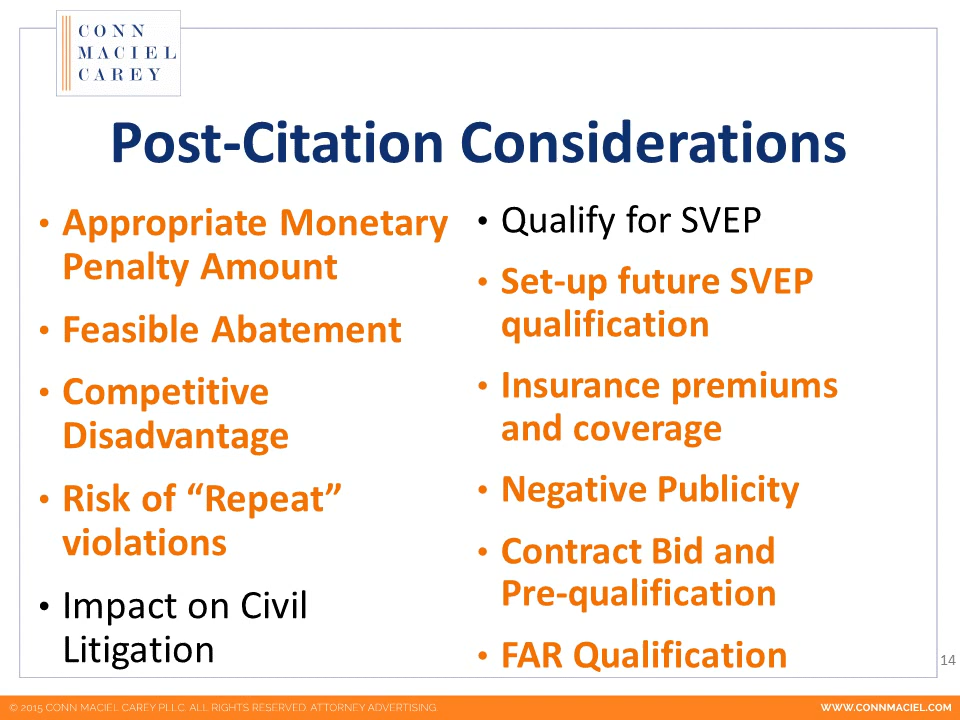 CONN
MACIEL
CAREY
Post-Citation Considerations
• Appropriate Monetary
Penalty Amount
• Feasible Abatement
• Competitive
Disadvantage
• Risk of “Repeat”
violations
• Impact on Civil
Litigation
• Qualify for SVEP
• Set-up future SVEP
qualification
• Insurance premiums
and coverage
• Negative Publicity
• Contract Bid and
Pre-qualification
• FAR Qualification
14
© 2015 CONN MACIEL CAREY PLLC. ALL RIGHTS RESERVED. ATTORNEY ADVERTISING.
WWW.CONNMACIEL.COM